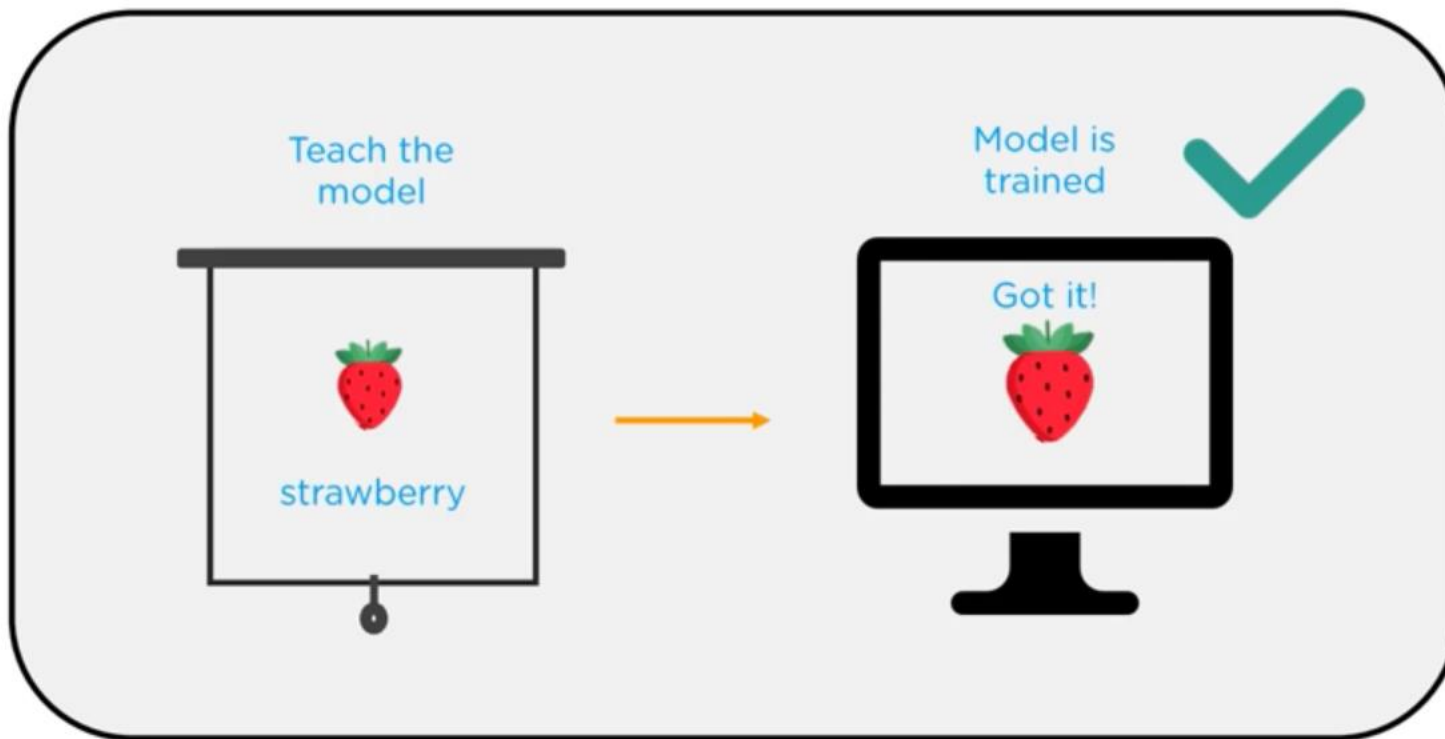 Teach the
model
strawberry
Model is
trained
Got it!